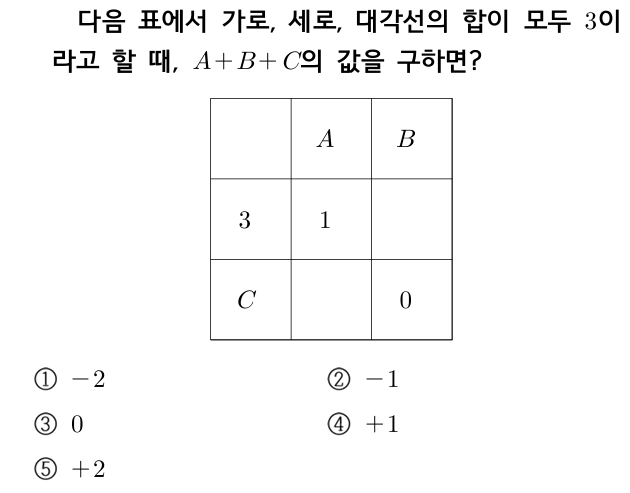 다음 표에서 가로, 세로, 대각선의 합이 모두 3이
라고 할 때, A+B+C의 값을 구하면?
A B
3 1
C 0
① −2 ② −1
③ 0 ④ +1
⑤ +2